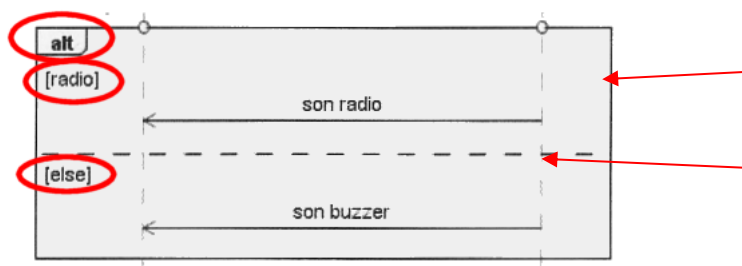 alt
[radio]
son radio
[else]
son buzzer